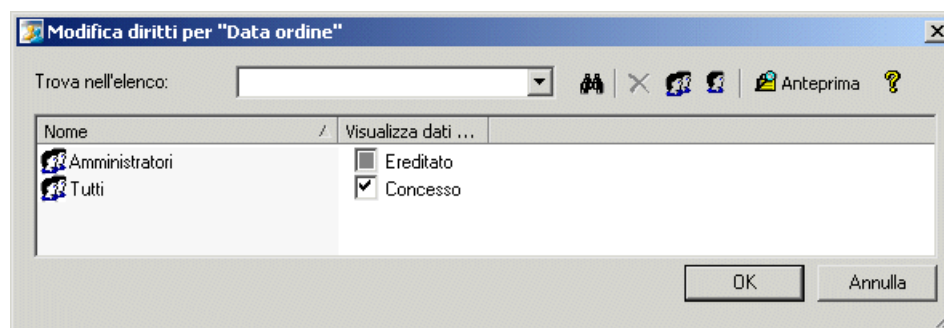 Modifica diritti per "Data ordine"
Trova nell'elenco:
Anteprima
Nome Visualizza dati ...
Amministratori Ereditato
Tutti Concesso
OK Annulla